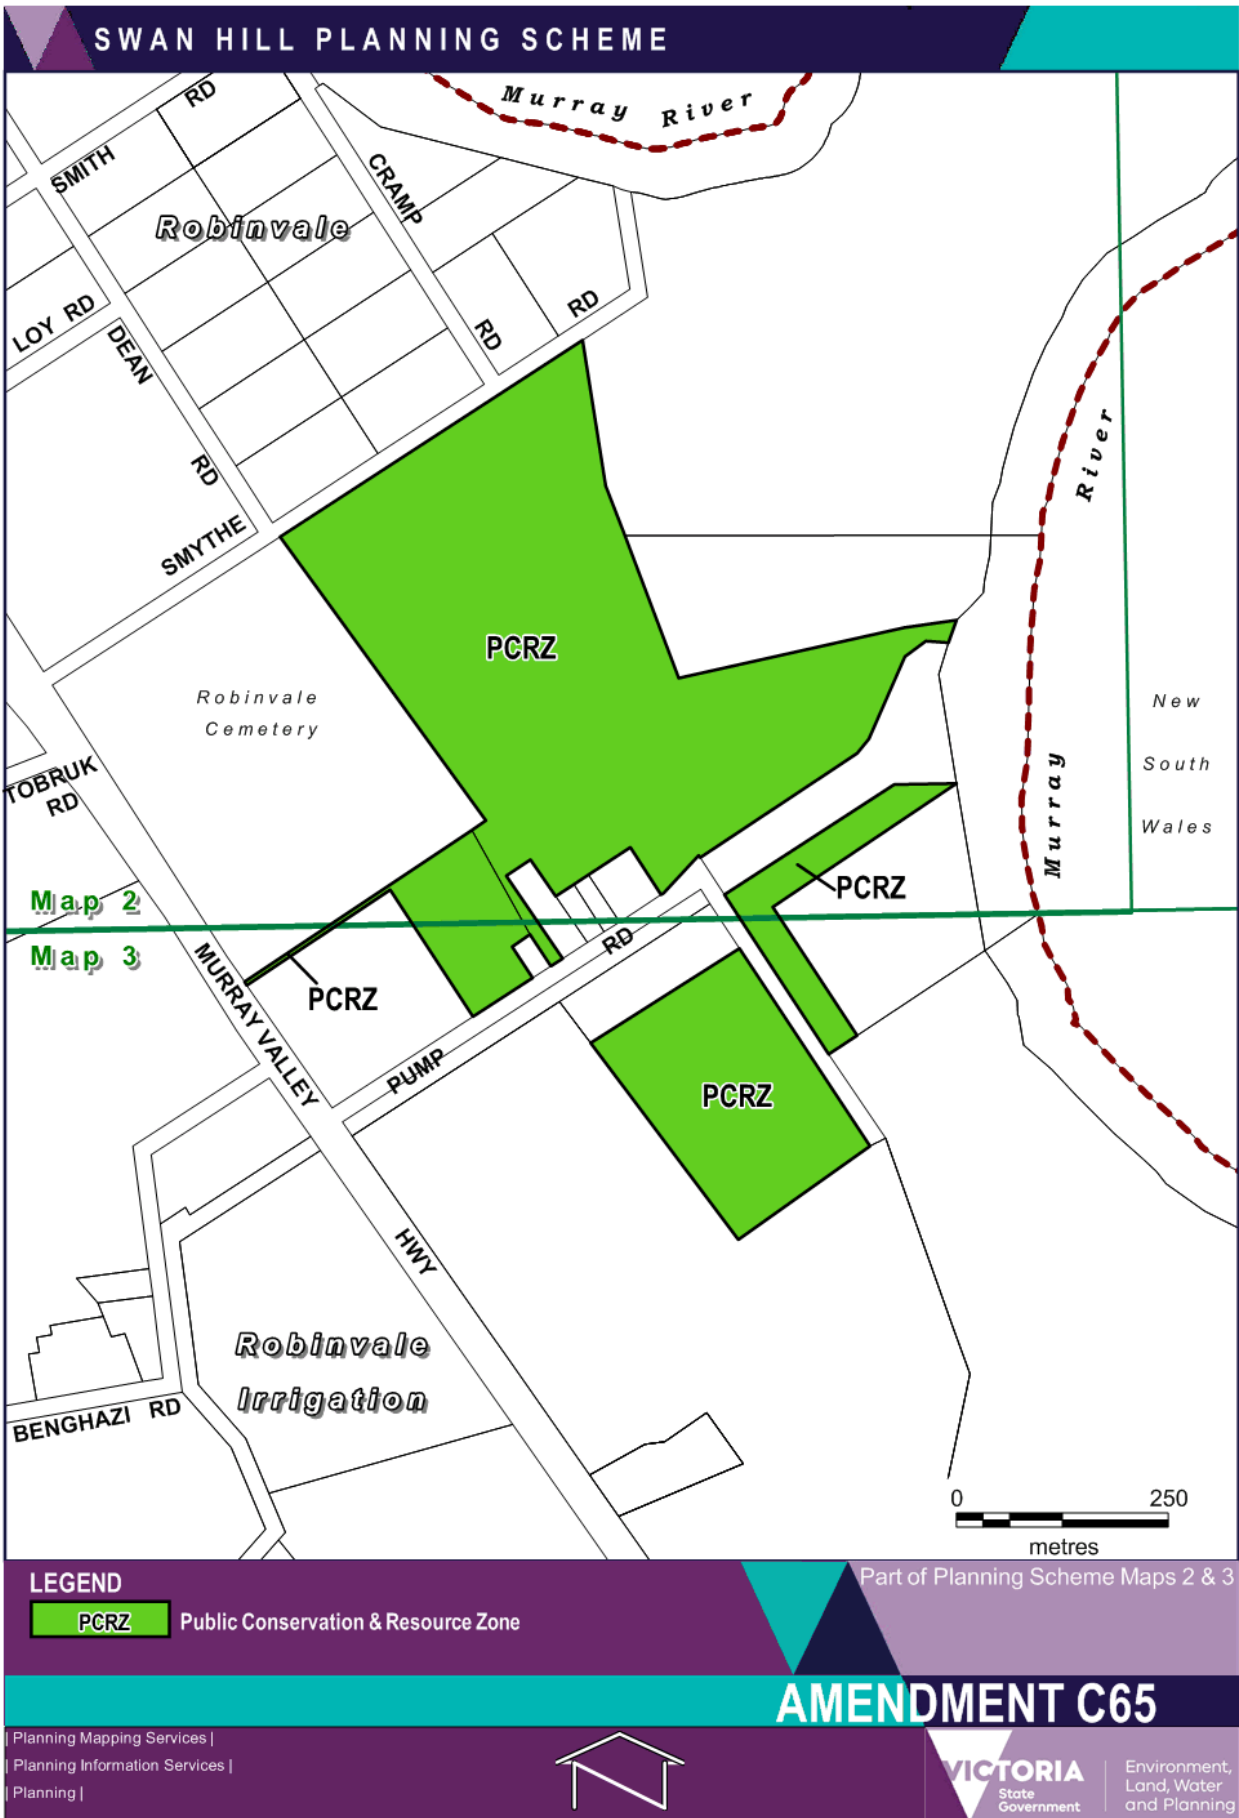 SWAN HILL PLANNING SCHEME
Murray River
SMITH RD
CRAMP RD
Robinvale
LOY RD
DEAN RD
RD
SMYTHE
River
Murray
PCRZ
Robinvale
Cemetery
New
South
Wales
TOBRUK
RD
PCRZ
Map 2
Map 3
PCRZ
MURRAY VALLEY
HWY
PUMP
RD
PCRZ
Robinvale
Irrigation
BENGHAZI RD
0 250
metres
LEGEND
PCRZ Public Conservation & Resource Zone
Part of Planning Scheme Maps 2 & 3
AMENDMENT C65
| Planning Mapping Services |
| Planning Information Services |
| Planning |
VICTORIA
State
Government
Environment,
Land, Water
and Planning